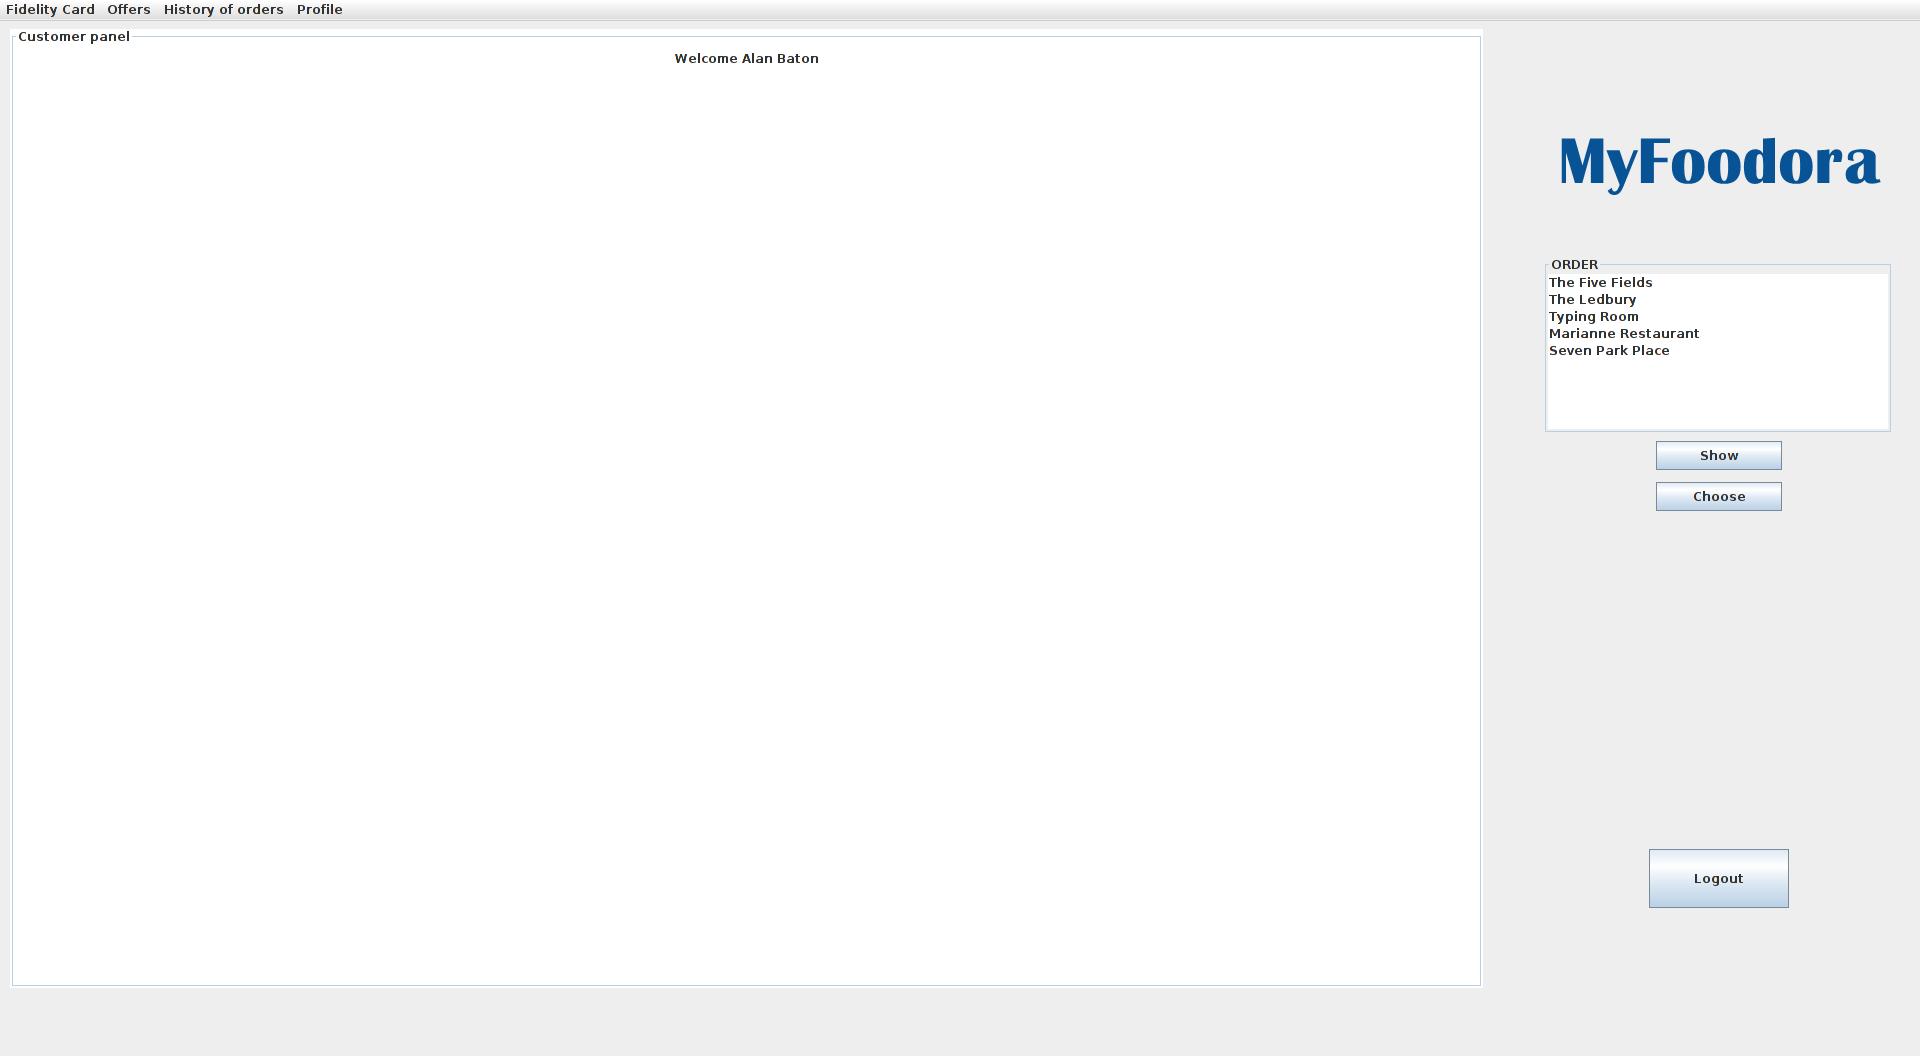 Fidelity Card Offers History of orders Profile
Customer panel
Welcome Alan Baton
MyFoodora
ORDER
The Five Fields
The Ledbury
Typing Room
Marianne Restaurant
Seven Park Place
Show
Choose
Logout